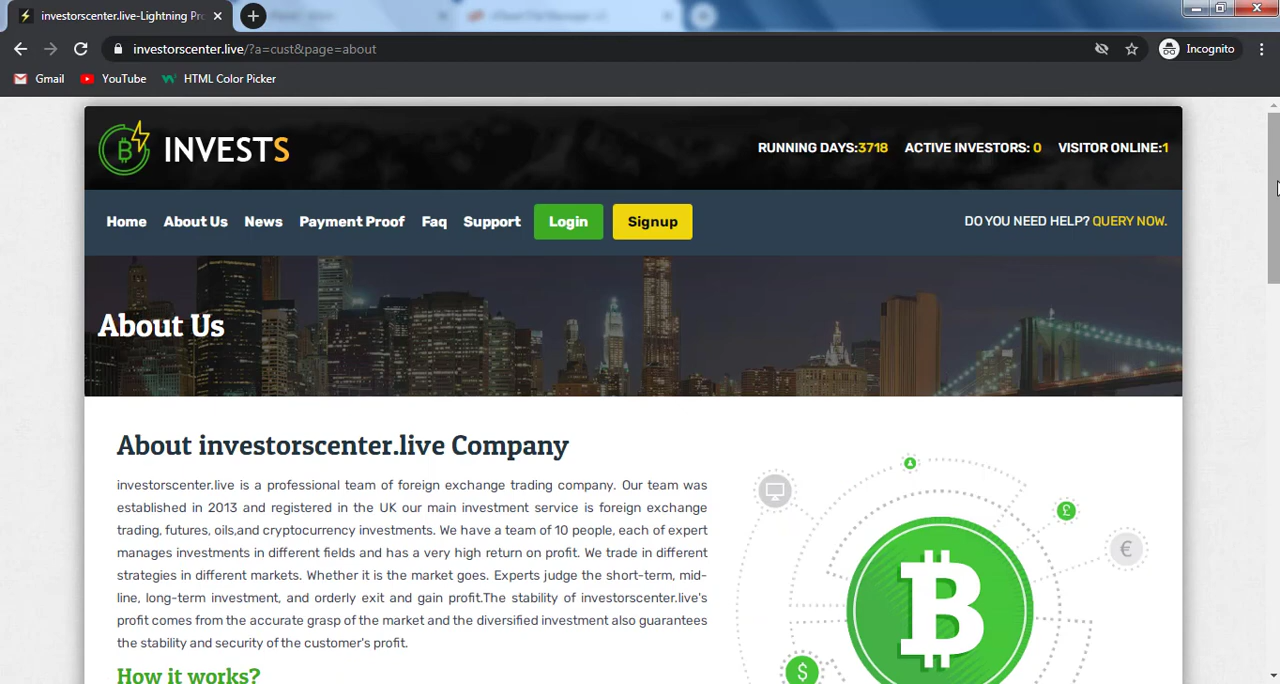 investorscenter.live-Lightning Pr
investorscenter.live/?a=cust&page=about
Incognito
Gmail YouTube HTML Color Picker
INVESTS
RUNNING DAYS:3718 ACTIVE INVESTORS: 0 VISITOR ONLINE:1
Home About Us News Payment Proof Faq Support Login Signup DO YOU NEED HELP? QUERY NOW.
About Us
About investorscenter.live Company
investorscenter.live is a professional team of foreign exchange trading company. Our team was
established in 2013 and registered in the UK our main investment service is foreign exchange
trading, futures, oils,and cryptocurrency investments. We have a team of 10 people, each of expert
manages investments in different fields and has a very high return on profit. We trade in different
strategies in different markets. Whether it is the market goes. Experts judge the short-term, mid-
line, long-term investment, and orderly exit and gain profit.The stability of investorscenter.live's
profit comes from the accurate grasp of the market and the diversified investment also guarantees
the stability and security of the customer's profit.
How it works?